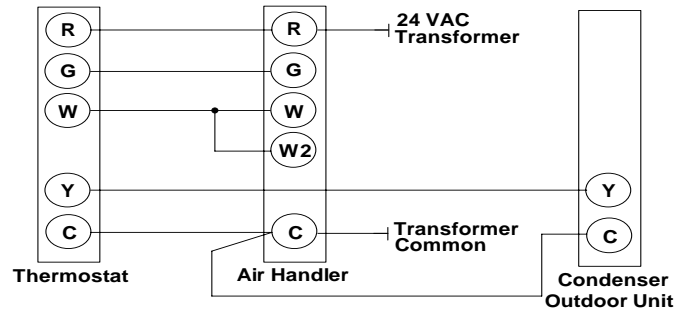 R
R
24 VAC
Transformer
G
G
W
W
W2
Y
Y
C
C
Transformer
Common
C
Thermostat
Air Handler
Condenser
Outdoor Unit